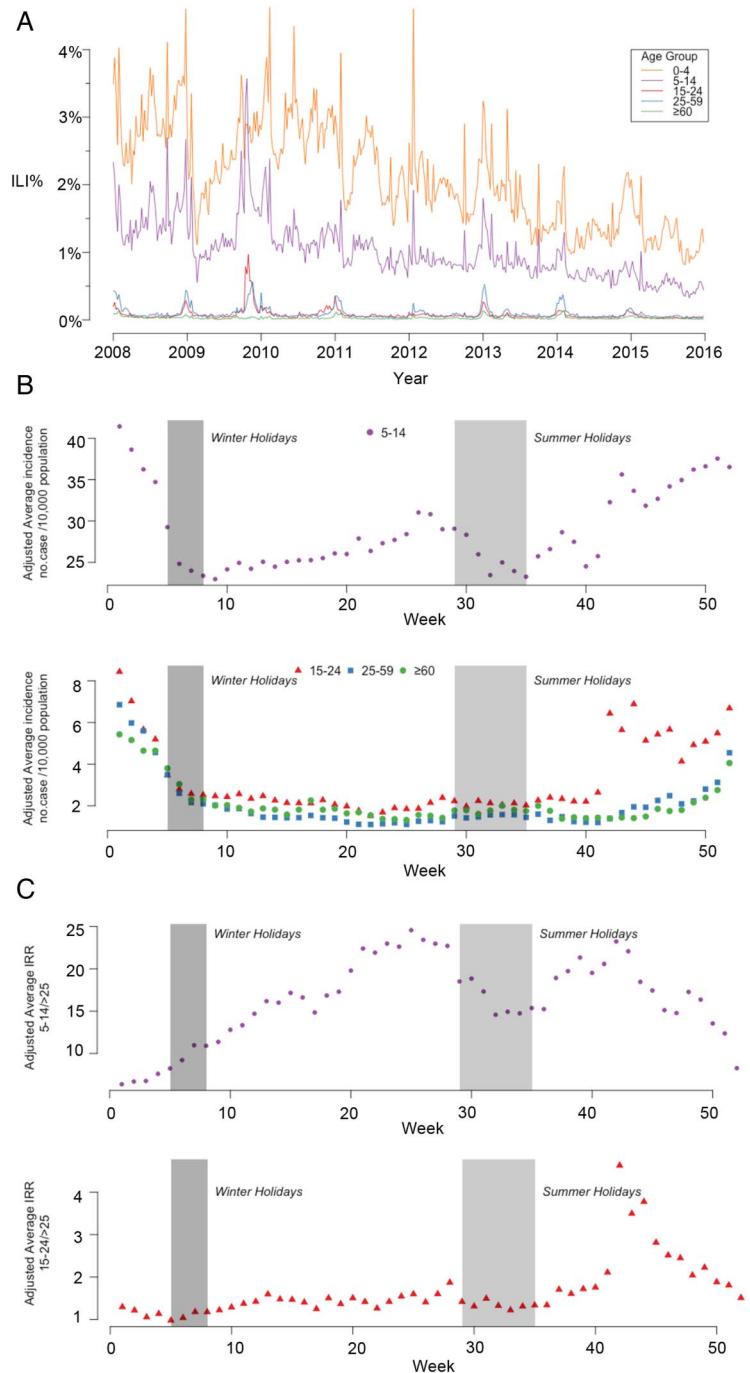 A
4%
3%
ILI%
2%
1%
0%
Age Group
0-4
5-14
15-24
25-59
≥60
2008 2009 2010 2011 2012 2013 2014 2015 2016
Year
B
Adjusted Average incidence
no.case /10,000 population
40
35
30
25
Winter Holidays
5-14
Summer Holidays
0 10 20 30 40 50
Week
Adjusted Average incidence
no.case /10,000 population
8
6
4
2
Winter Holidays
15-24 25-59 ≥60
Summer Holidays
0 10 20 30 40 50
Week
C
Adjusted Average IRR
5-14/>25
25
20
15
10
Winter Holidays
Summer Holidays
0 10 20 30 40 50
Week
Adjusted Average IRR
15-24/>25
4
3
2
1
Winter Holidays
Summer Holidays
0 10 20 30 40 50
Week